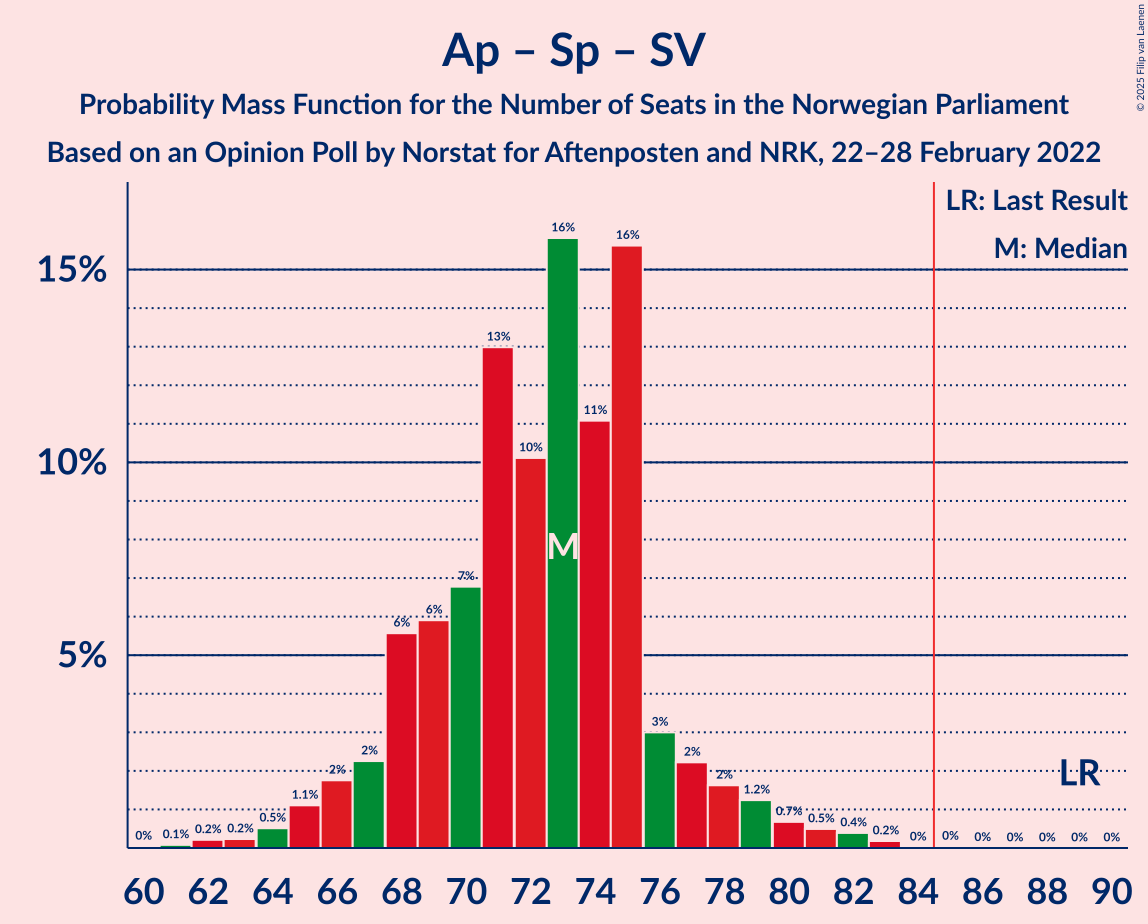 Ap – Sp – SV
Probability Mass Function for the Number of Seats in the Norwegian Parliament
Based on an Opinion Poll by Norstat for Aftenposten and NRK, 22–28 February 2022
© 2025 Filip van Laenen
LR: Last Result
M: Median
15%
10%
5%
0% 0.1% 0.2% 0.2% 0.5% 1.1% 2% 2% 6% 6% 7% 13% 10% 16% 11% 16% 3% 2% 2% 1.2% 0.7% 0.5% 0.4% 0.2% 0% 0% 0% 0% 0% 0% 0%
M
LR
60 62 64 66 68 70 72 74 76 78 80 82 84 86 88 90